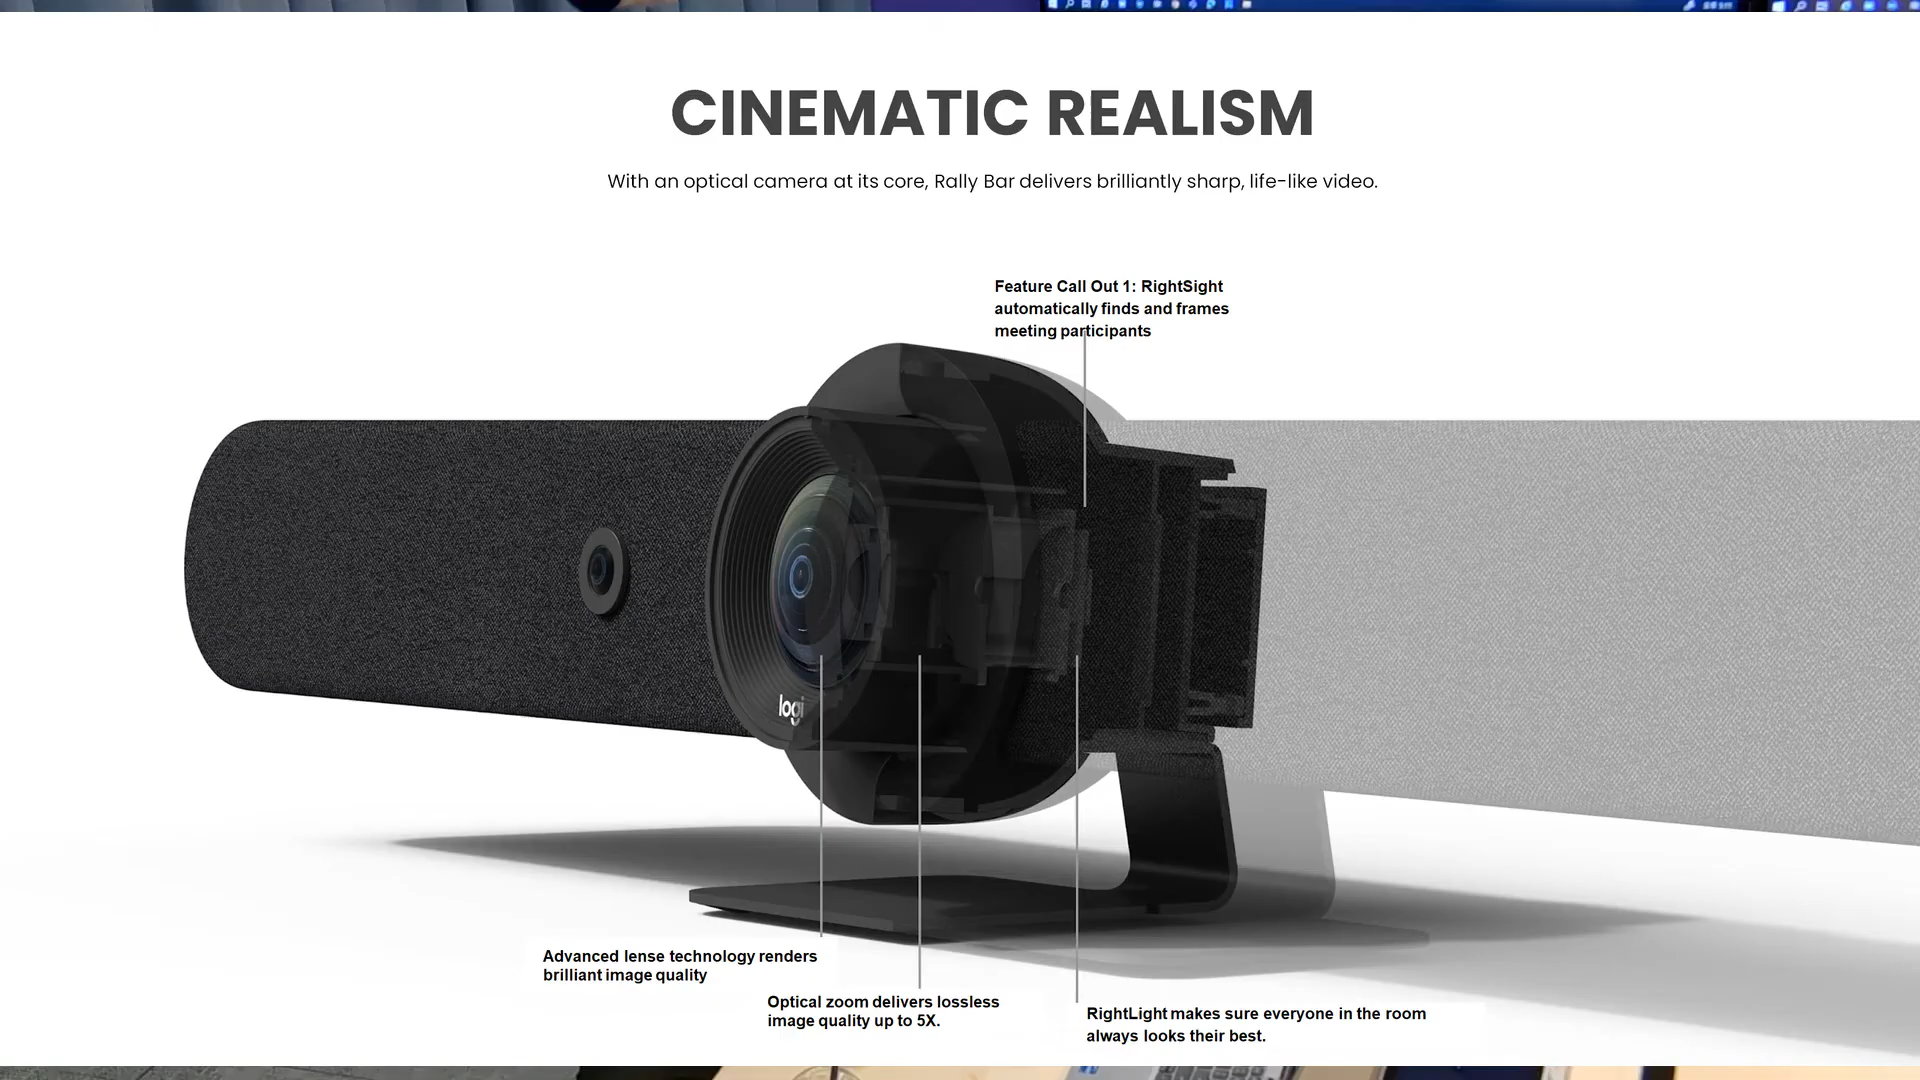 CINEMATIC REALISM
With an optical camera at its core, Rally Bar delivers brilliantly sharp, life-like video.
Feature Call Out 1: RightSight
automatically finds and frames
meeting participants
logi
Advanced lense technology renders
brilliant image quality
Optical zoom delivers lossless
image quality up to 5X.
RightLight makes sure everyone in the room
always looks their best.